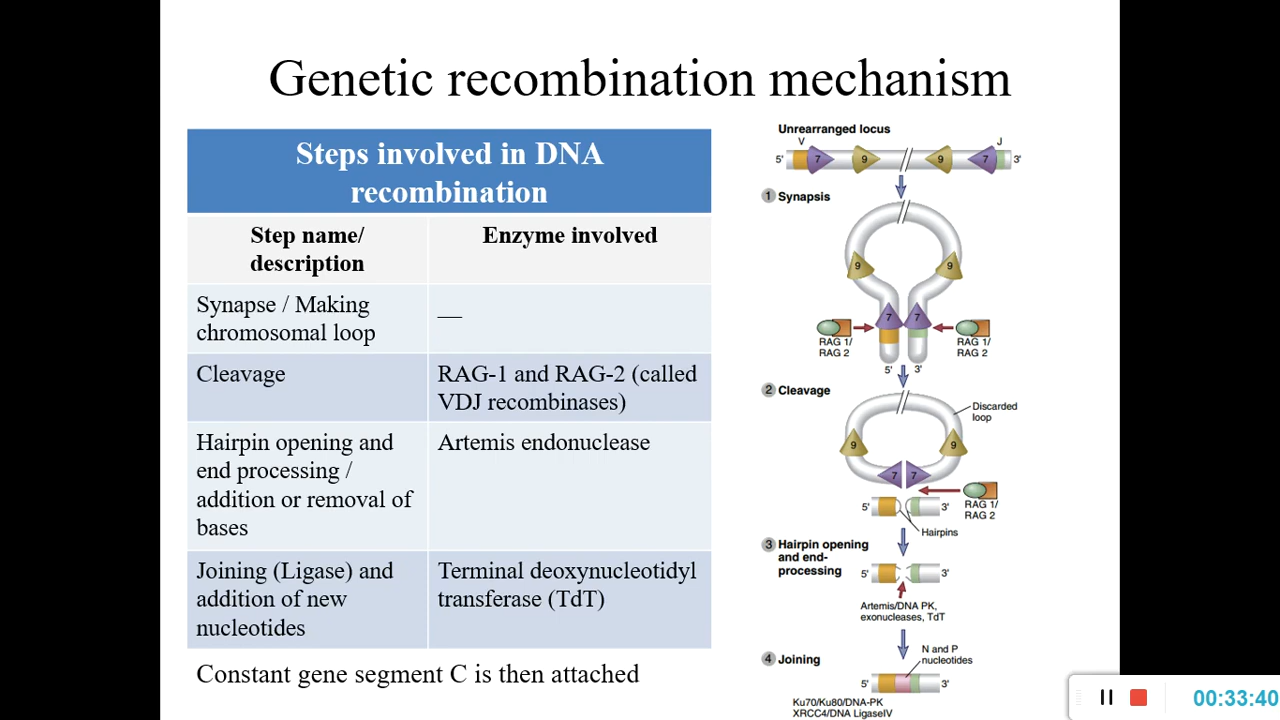 Genetic recombination mechanism
Steps involved in DNA
recombination
Step name/
description
Enzyme involved
Synapse / Making
chromosomal loop
__
Cleavage
RAG-1 and RAG-2 (called
VDJ recombinases)
Hairpin opening and
end processing /
addition or removal of
bases
Artemis endonuclease
Joining (Ligase) and
addition of new
nucleotides
Terminal deoxynucleotidyl
transferase (TdT)
Constant gene segment C is then attached
Unrearranged locus
V J
5' 7 9 9 7 3'
1 Synapsis
9 9
7 7
RAG 1/
RAG 2
RAG 1/
RAG 2
5' 3'
2 Cleavage
Discarded
loop
9 9
7 7
RAG 1/
RAG 2
5' 3'
Hairpins
3 Hairpin opening
and end-
processing
5' 3'
Artemis/DNA PK,
exonucleases, TdT
4 Joining
N and P
nucleotides
5' 3'
Ku70/Ku80/DNA-PK
XRCC4/DNA LigaseIV
00:33:40